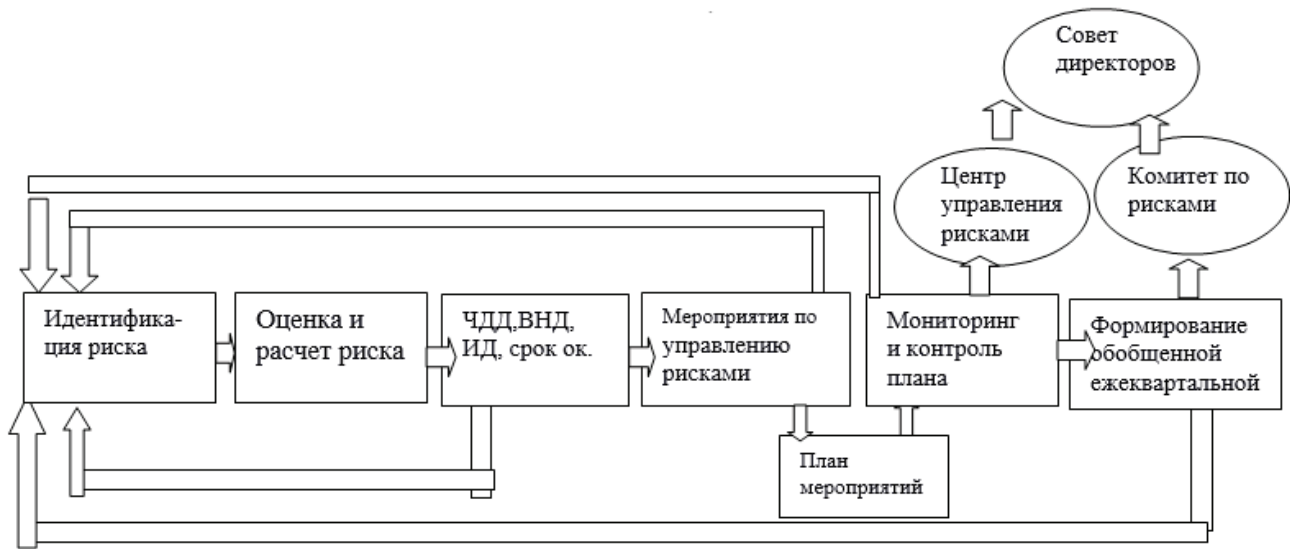 Совет
директоров
Центр
управления
рисками
Комитет по
рисками
Идентифика-
ция риска
Оценка и
расчет риска
ЧДД,ВНД,
ИД, срок ок.
Мероприятия по
управлению
рисками
Мониторинг
и контроль
плана
Формирование
обобщенной
ежеквартальной
План
мероприятий